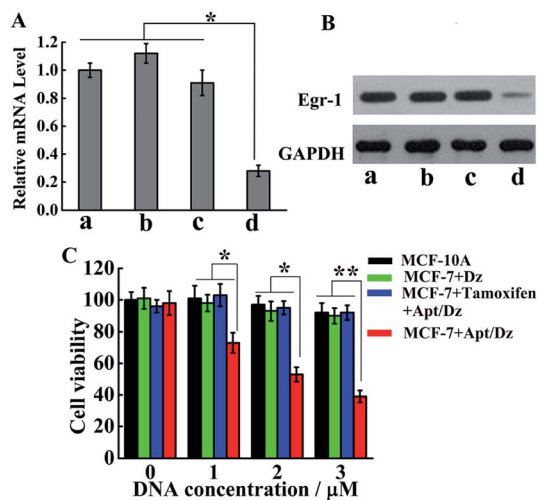 A
*
Relative mRNA Level
1.2
1.0
0.8
0.6
0.4
0.2
0.0
a b c d
B
Egr-1
GAPDH
a b c d
C
MCF-10A
MCF-7+Dz
MCF-7+Tamoxifen
+Apt/Dz
MCF-7+Apt/Dz
* * **
Cell viability
120
100
80
60
40
20
0
0 1 2 3
DNA concentration / μM